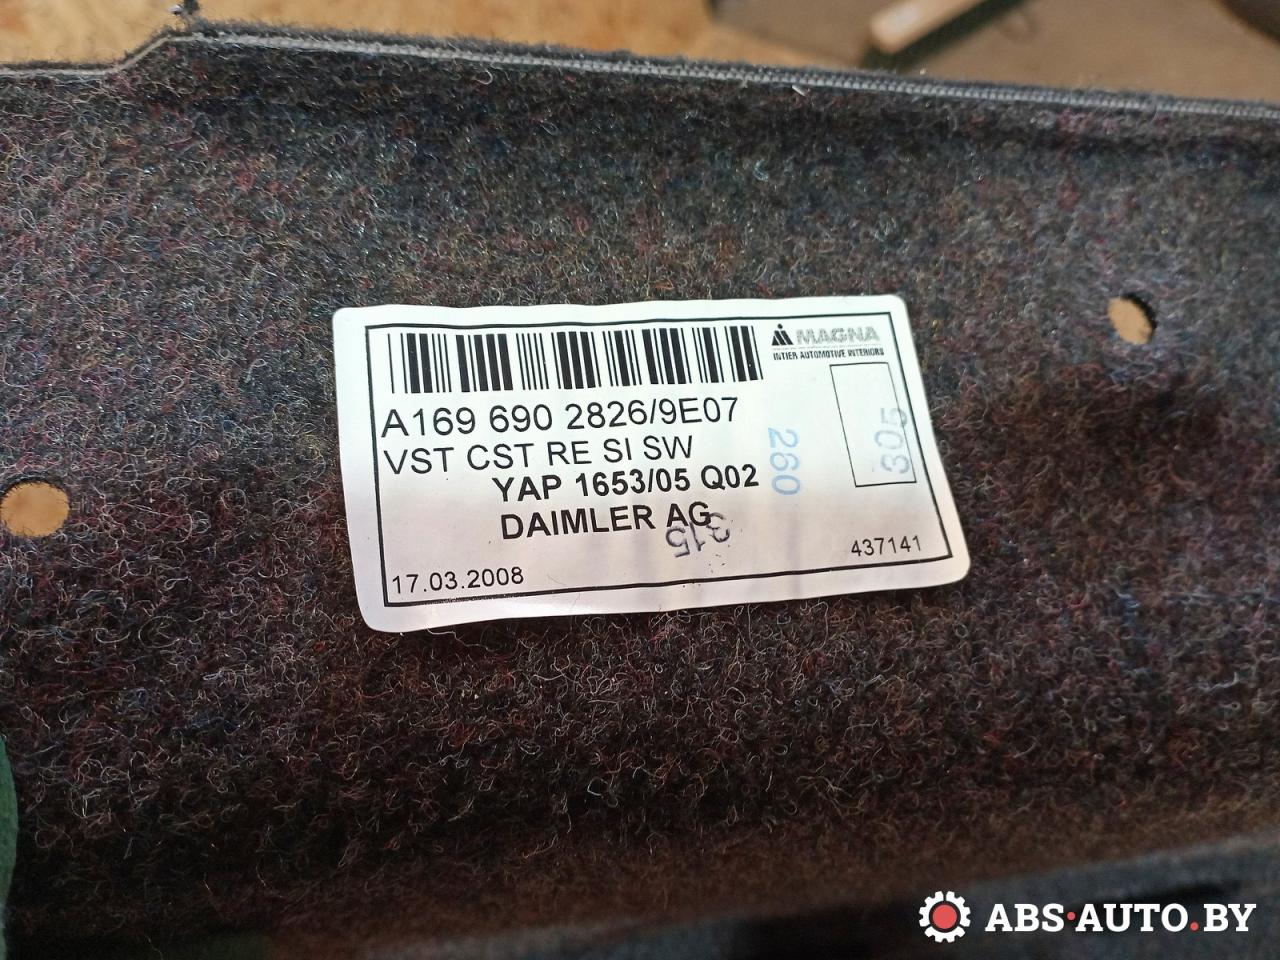 MAGNA
INTIER AUTOMOTIVE INTERIORS
A169 690 2826/9E07
VST CST RE SI SW
YAP 1653/05 Q02
DAIMLER AG
260
305
315
17.03.2008
437141
ABS·AUTO.BY